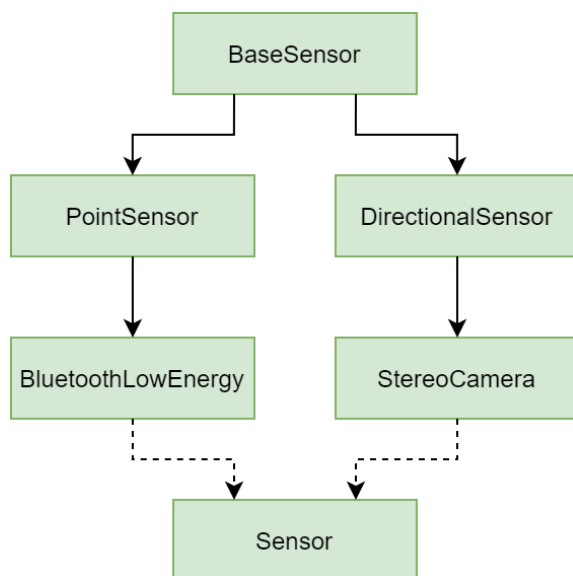 BaseSensor
PointSensor
DirectionalSensor
BluetoothLowEnergy
StereoCamera
Sensor